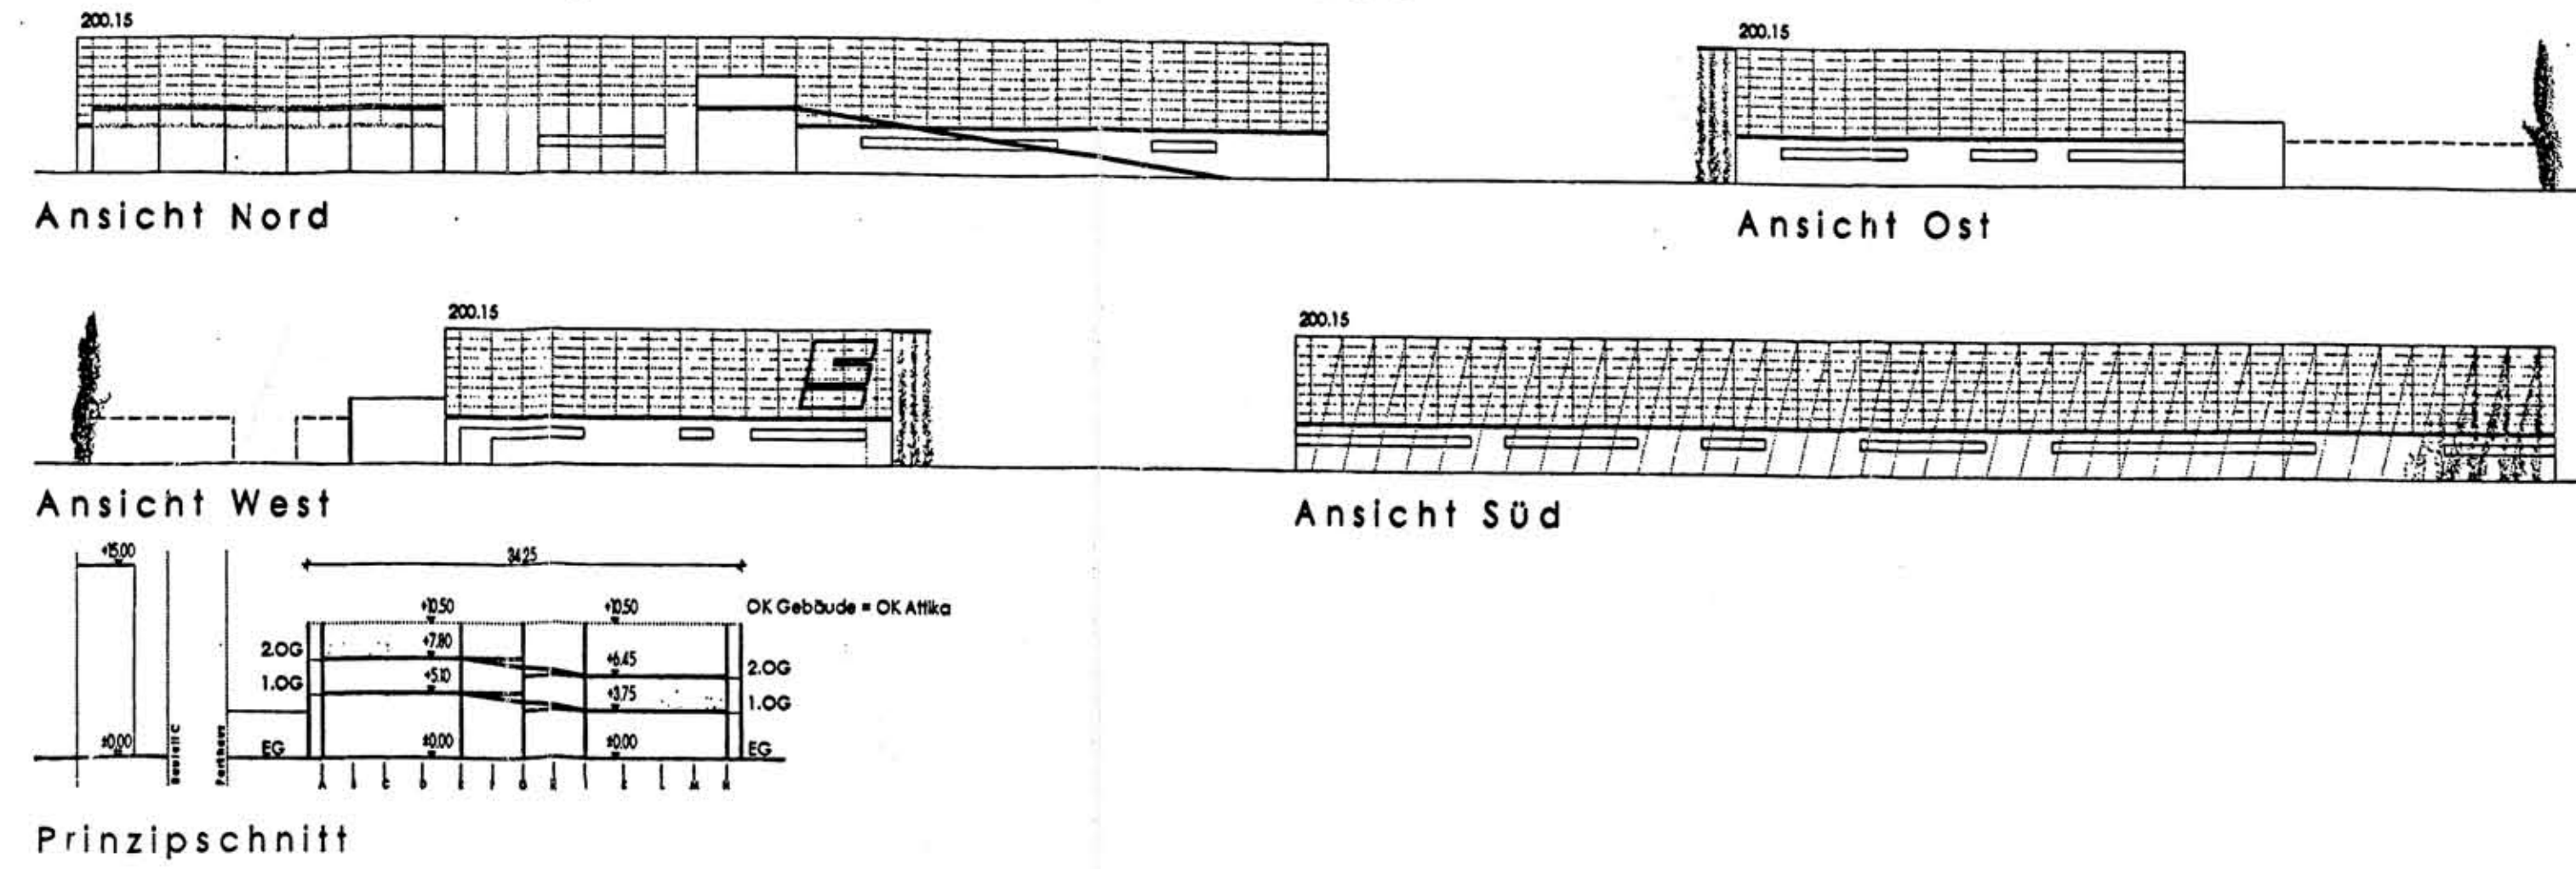 200.15
200.15
Ansicht Nord
Ansicht Ost
200.15
200.15
Ansicht West
Ansicht Süd
+15.00
34.25
+10.50
+10.50
OK Gebäude = OK Attika
2.OG
+7.80
+6.45
2.OG
1.OG
+5.10
+3.75
1.OG
±0.00
EG
±0.00
±0.00
EG
Bauteil C
Parkhaus
A
C
D
E
F
G
I
L
M
N
Prinzipschnitt